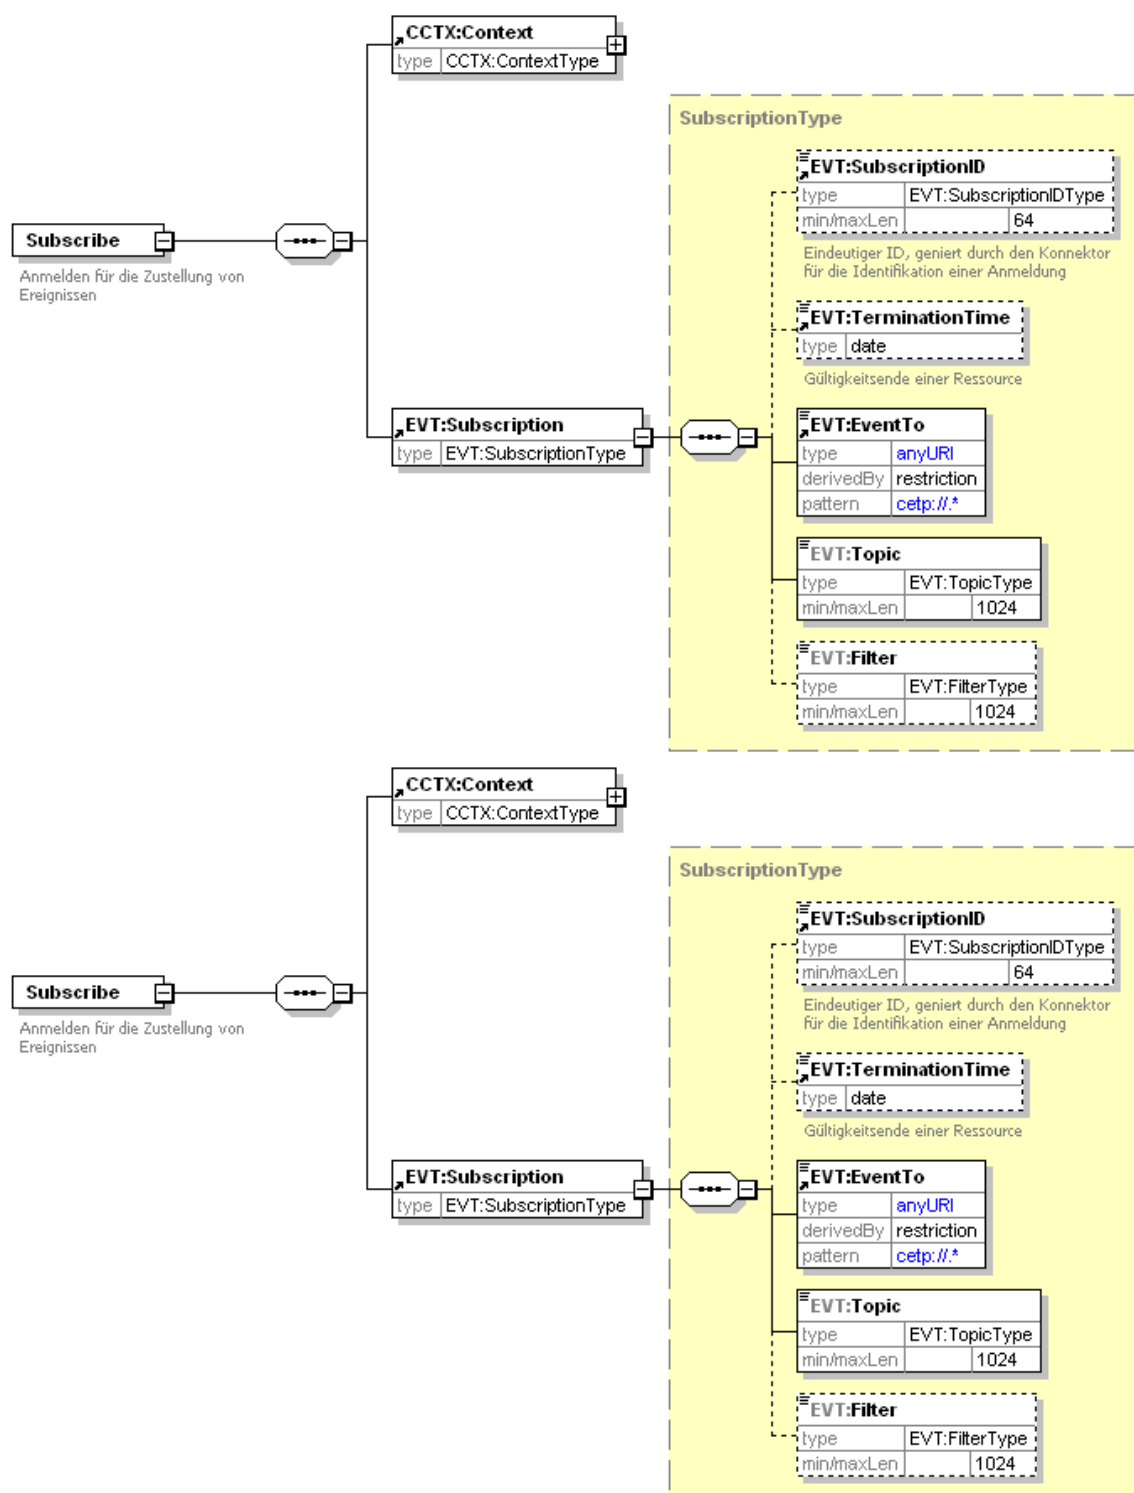 CCTX:Context
type CCTX:ContextType
SubscriptionType
EVT:SubscriptionID
type EVT:SubscriptionIDType
min/maxLen 64
Eindeutiger ID, geniert durch den Konnektor
für die Identifikation einer Anmeldung
Subscribe
Anmelden für die Zustellung von
Ereignissen
EVT:TerminationTime
type date
Gültigkeitsende einer Ressource
EVT:Subscription
type EVT:SubscriptionType
EVT:EventTo
type anyURI
derivedBy restriction
pattern cetp://.*
EVT:Topic
type EVT:TopicType
min/maxLen 1024
EVT:Filter
type EVT:FilterType
min/maxLen 1024
CCTX:Context
type CCTX:ContextType
SubscriptionType
EVT:SubscriptionID
type EVT:SubscriptionIDType
min/maxLen 64
Eindeutiger ID, geniert durch den Konnektor
für die Identifikation einer Anmeldung
Subscribe
Anmelden für die Zustellung von
Ereignissen
EVT:TerminationTime
type date
Gültigkeitsende einer Ressource
EVT:Subscription
type EVT:SubscriptionType
EVT:EventTo
type anyURI
derivedBy restriction
pattern cetp://.*
EVT:Topic
type EVT:TopicType
min/maxLen 1024
EVT:Filter
type EVT:FilterType
min/maxLen 1024